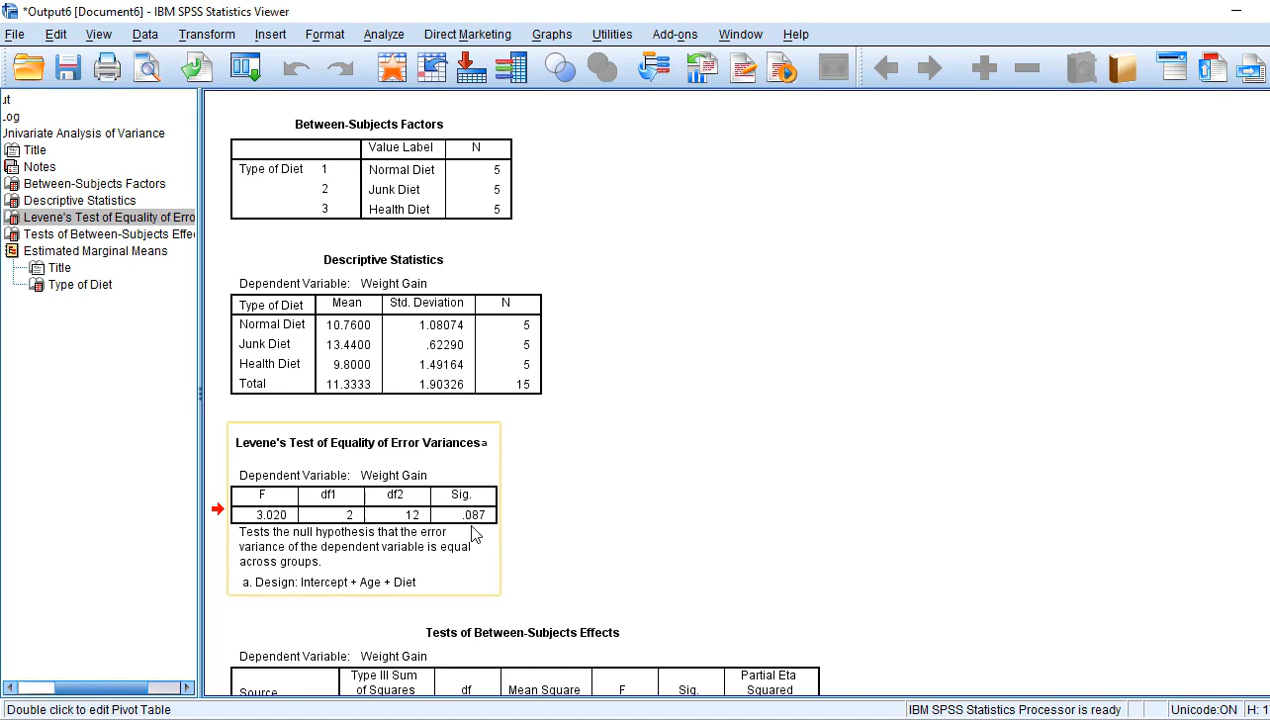 *Output6 [Document6] - IBM SPSS Statistics Viewer
File Edit View Data Transform Insert Format Analyze Direct Marketing Graphs Utilities Add-ons Window Help
ut
Log
Univariate Analysis of Variance
Title
Notes
Between-Subjects Factors
Descriptive Statistics
Levene's Test of Equality of Erro
Tests of Between-Subjects Effe
Estimated Marginal Means
Title
Type of Diet
Between-Subjects Factors
Value Label N
Type of Diet 1 Normal Diet 5
2 Junk Diet 5
3 Health Diet 5
Descriptive Statistics
Dependent Variable: Weight Gain
Type of Diet Mean Std. Deviation N
Normal Diet 10.7600 1.08074 5
Junk Diet 13.4400 .62290 5
Health Diet 9.8000 1.49164 5
Total 11.3333 1.90326 15
Levene's Test of Equality of Error Variances a
Dependent Variable: Weight Gain
F df1 df2 Sig.
3.020 2 12 .087
Tests the null hypothesis that the error
variance of the dependent variable is equal
across groups.
a. Design: Intercept + Age + Diet
Tests of Between-Subjects Effects
Dependent Variable: Weight Gain
Type III Sum Partial Eta
Source of Squares df Mean Square F Sig. Squared
Double click to edit Pivot Table IBM SPSS Statistics Processor is ready Unicode:ON H: 1